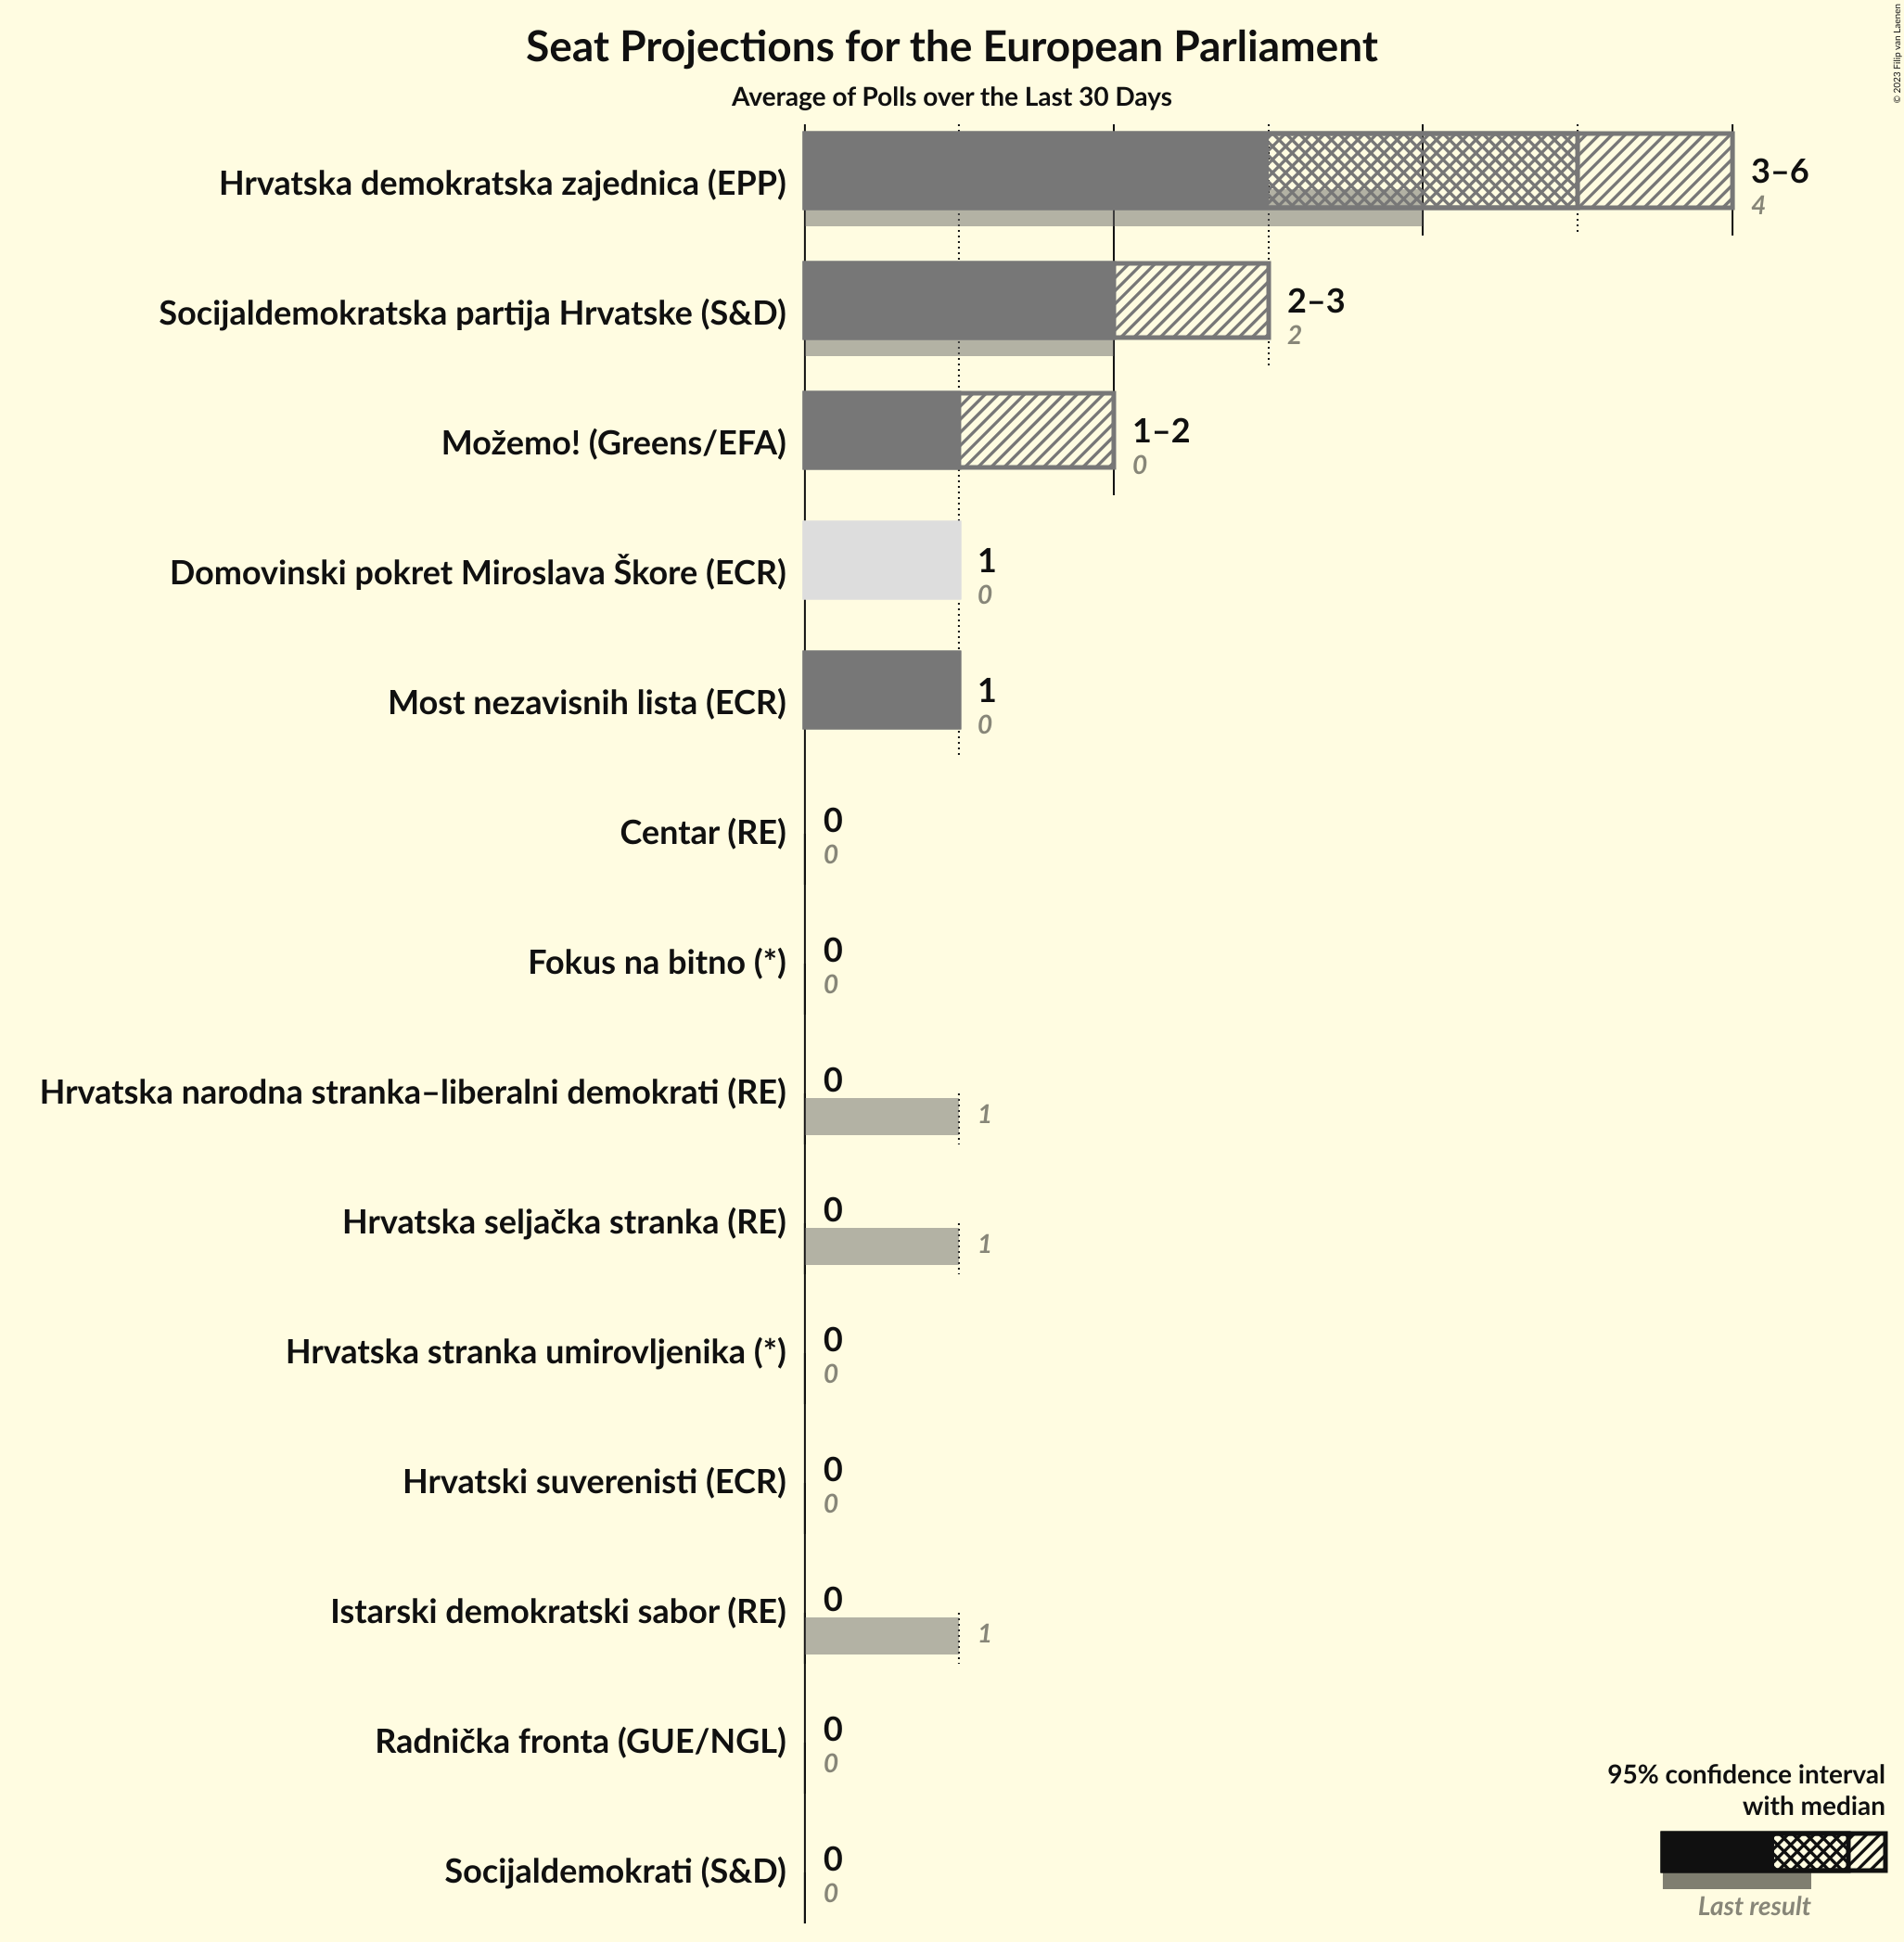 Seat Projections for the European Parliament
Average of Polls over the Last 30 Days
© 2023 Filip van Laenen
Hrvatska demokratska zajednica (EPP)
3–6
4
Socijaldemokratska partija Hrvatske (S&D)
2–3
2
Možemo! (Greens/EFA)
1–2
0
Domovinski pokret Miroslava Škore (ECR)
1
0
Most nezavisnih lista (ECR)
1
0
Centar (RE)
0
0
Fokus na bitno (*)
0
0
Hrvatska narodna stranka–liberalni demokrati (RE)
0
1
Hrvatska seljačka stranka (RE)
0
1
Hrvatska stranka umirovljenika (*)
0
0
Hrvatski suverenisti (ECR)
0
0
Istarski demokratski sabor (RE)
0
1
Radnička fronta (GUE/NGL)
0
0
Socijaldemokrati (S&D)
0
0
95% confidence interval
with median
Last result